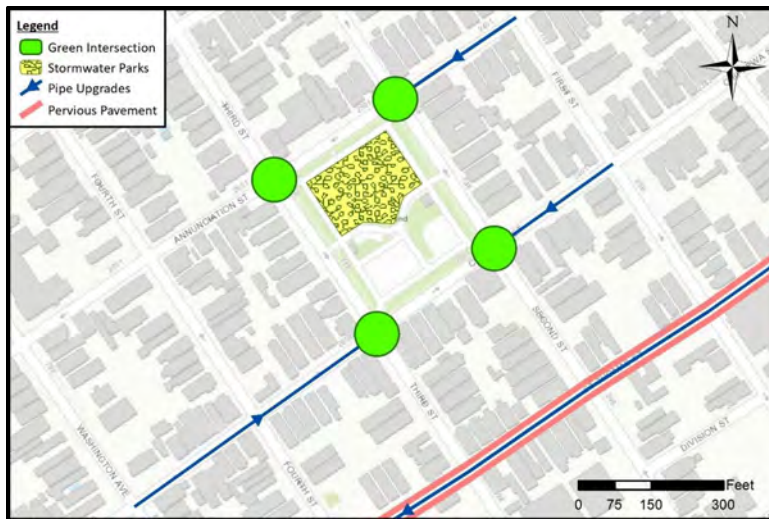 Legend
Green Intersection
Stormwater Parks
Pipe Upgrades
Pervious Pavement
N
THIRD ST
FIRST ST
FOURTH ST
ANNUNCIATION ST
SECOND ST
THIRD ST
FOURTH ST
WASHINGTON AVE
DIVISION ST
Feet
0 75 150 300